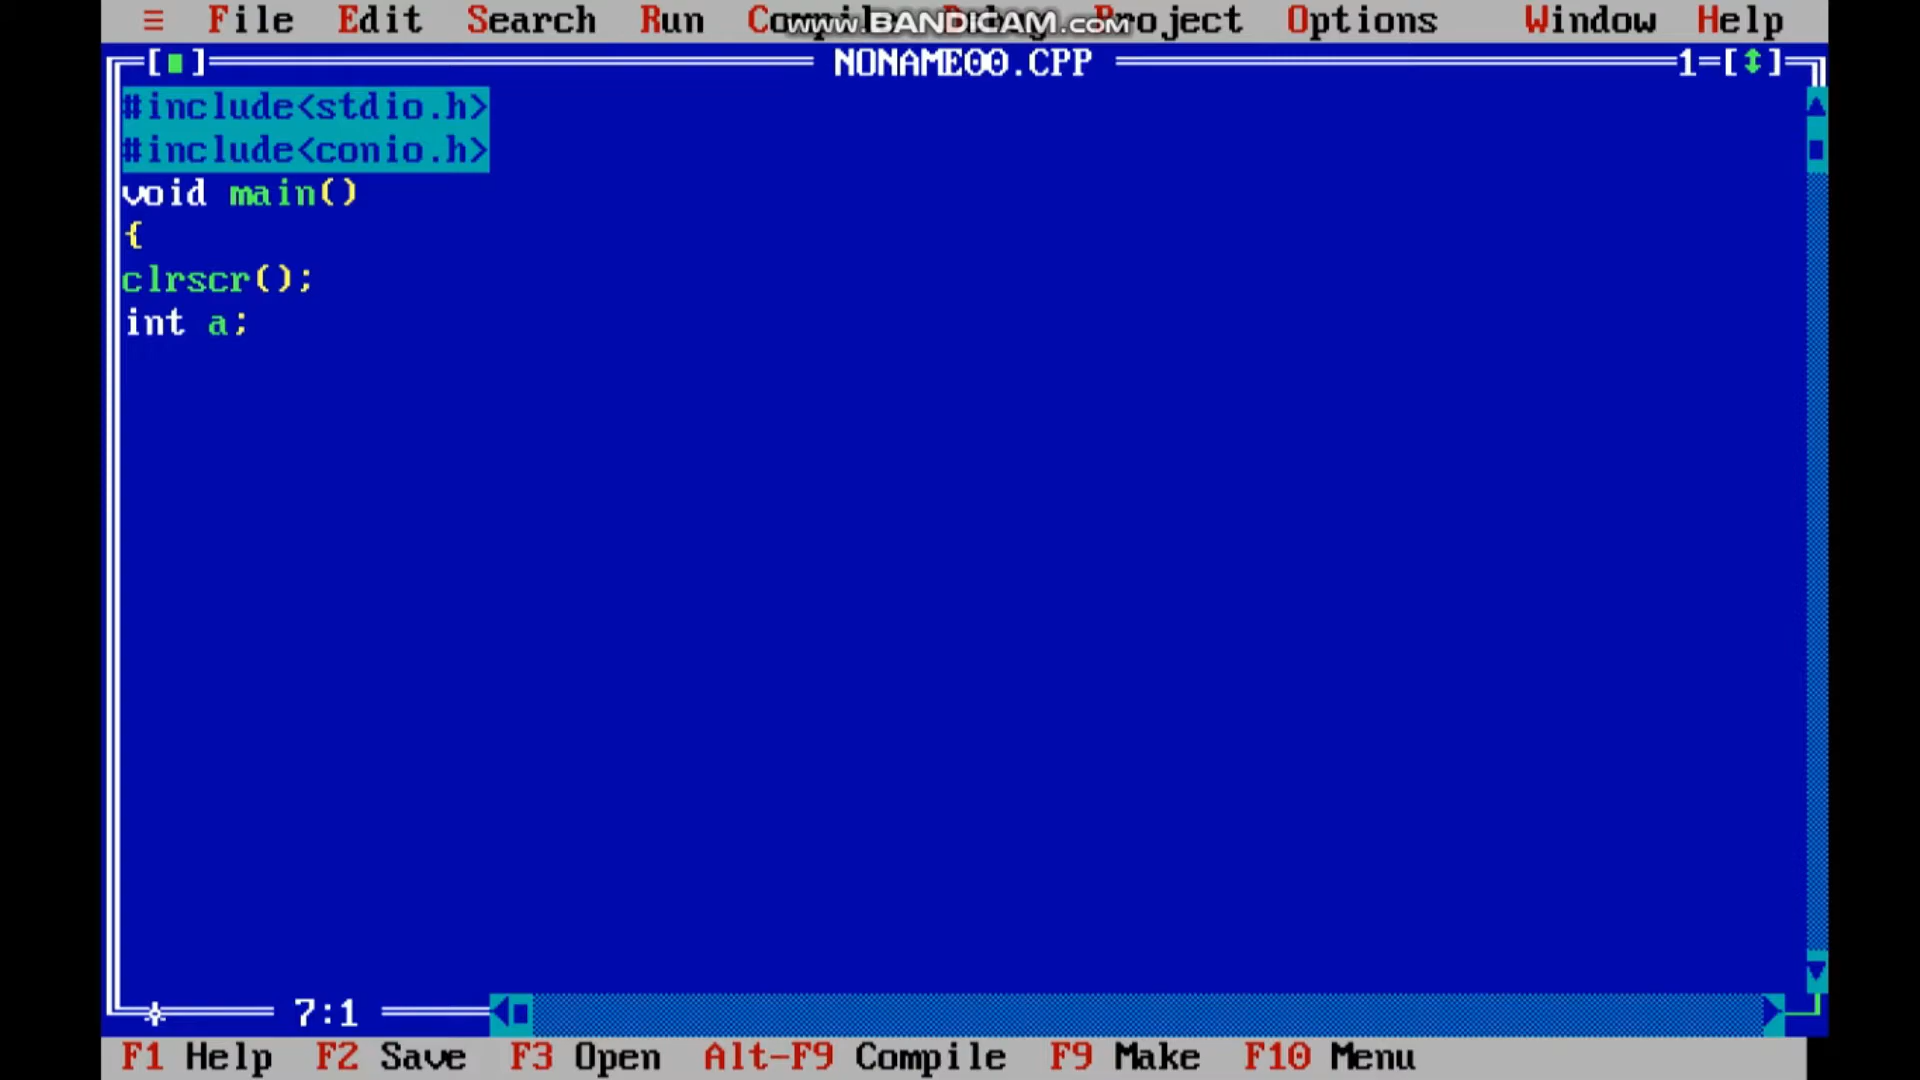 ≡ File Edit Search Run Project Options Window Help
www.BANDICAM.com
[■] NONAME00.CPP 1=[↕]
#include<stdio.h>
#include<conio.h>
void main()
{
clrscr();
int a;
7:1
F1 Help F2 Save F3 Open Alt-F9 Compile F9 Make F10 Menu